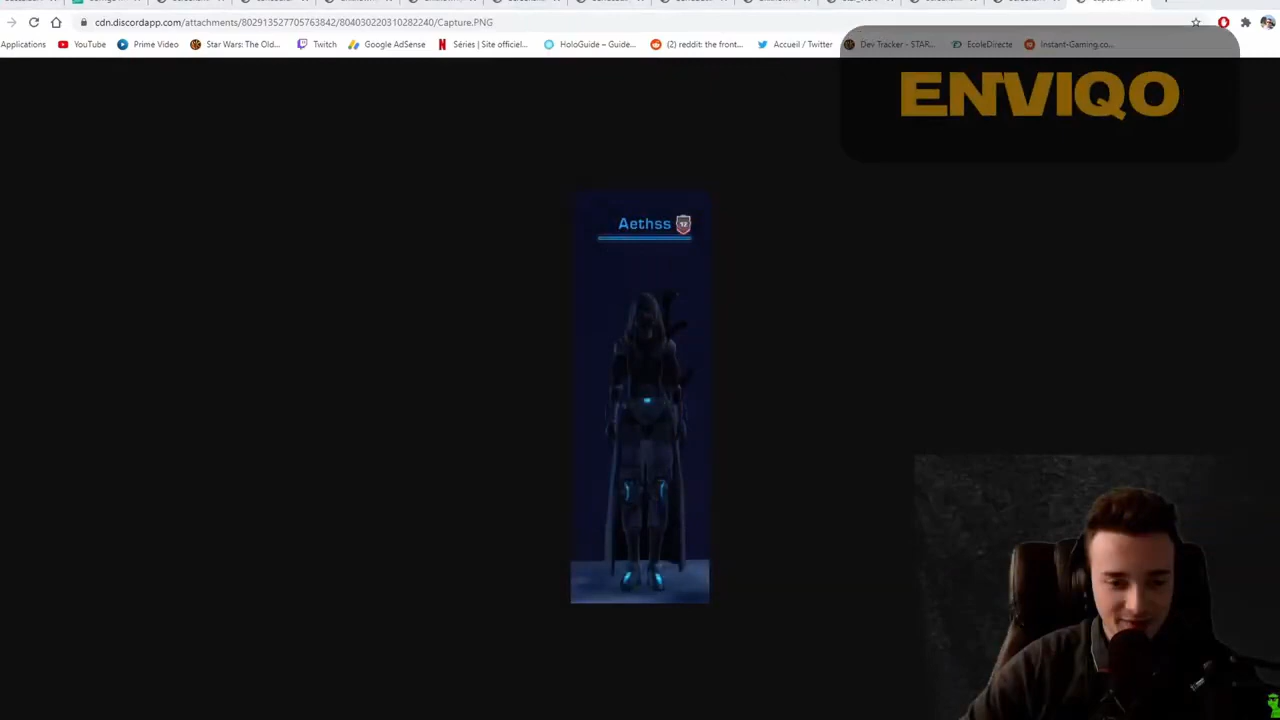 cdn.discordapp.com/attachments/802913527705763842/804030220310282240/Capture.PNG
Applications YouTube Prime Video Star Wars: The Old... Twitch Google AdSense Séries | Site officiel... HoloGuide – Guide... (2) reddit: the front... Accueil / Twitter Dev Tracker - STAR... EcoleDirecte Instant-Gaming.co...
ENVIQO
Aethss 12